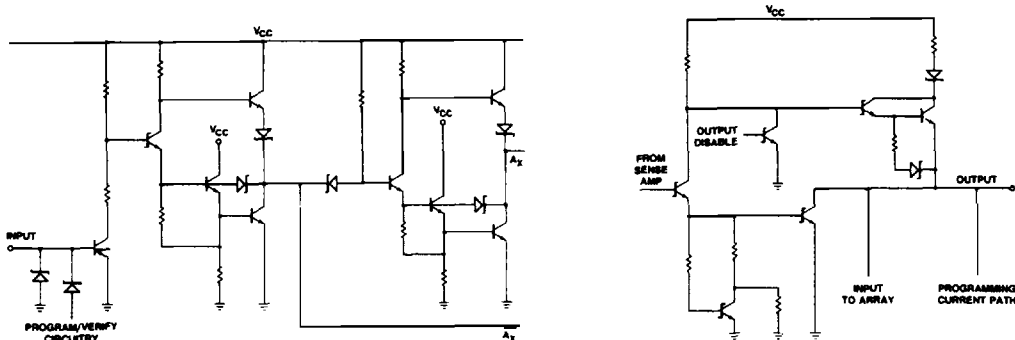 VCC
VCC
VCC
AX
INPUT
PROGRAM/VERIFY
CIRCUITRY
AX
VCC
OUTPUT
DISABLE
FROM
SENSE
AMP
OUTPUT
INPUT
TO ARRAY
PROGRAMMING
CURRENT PATH